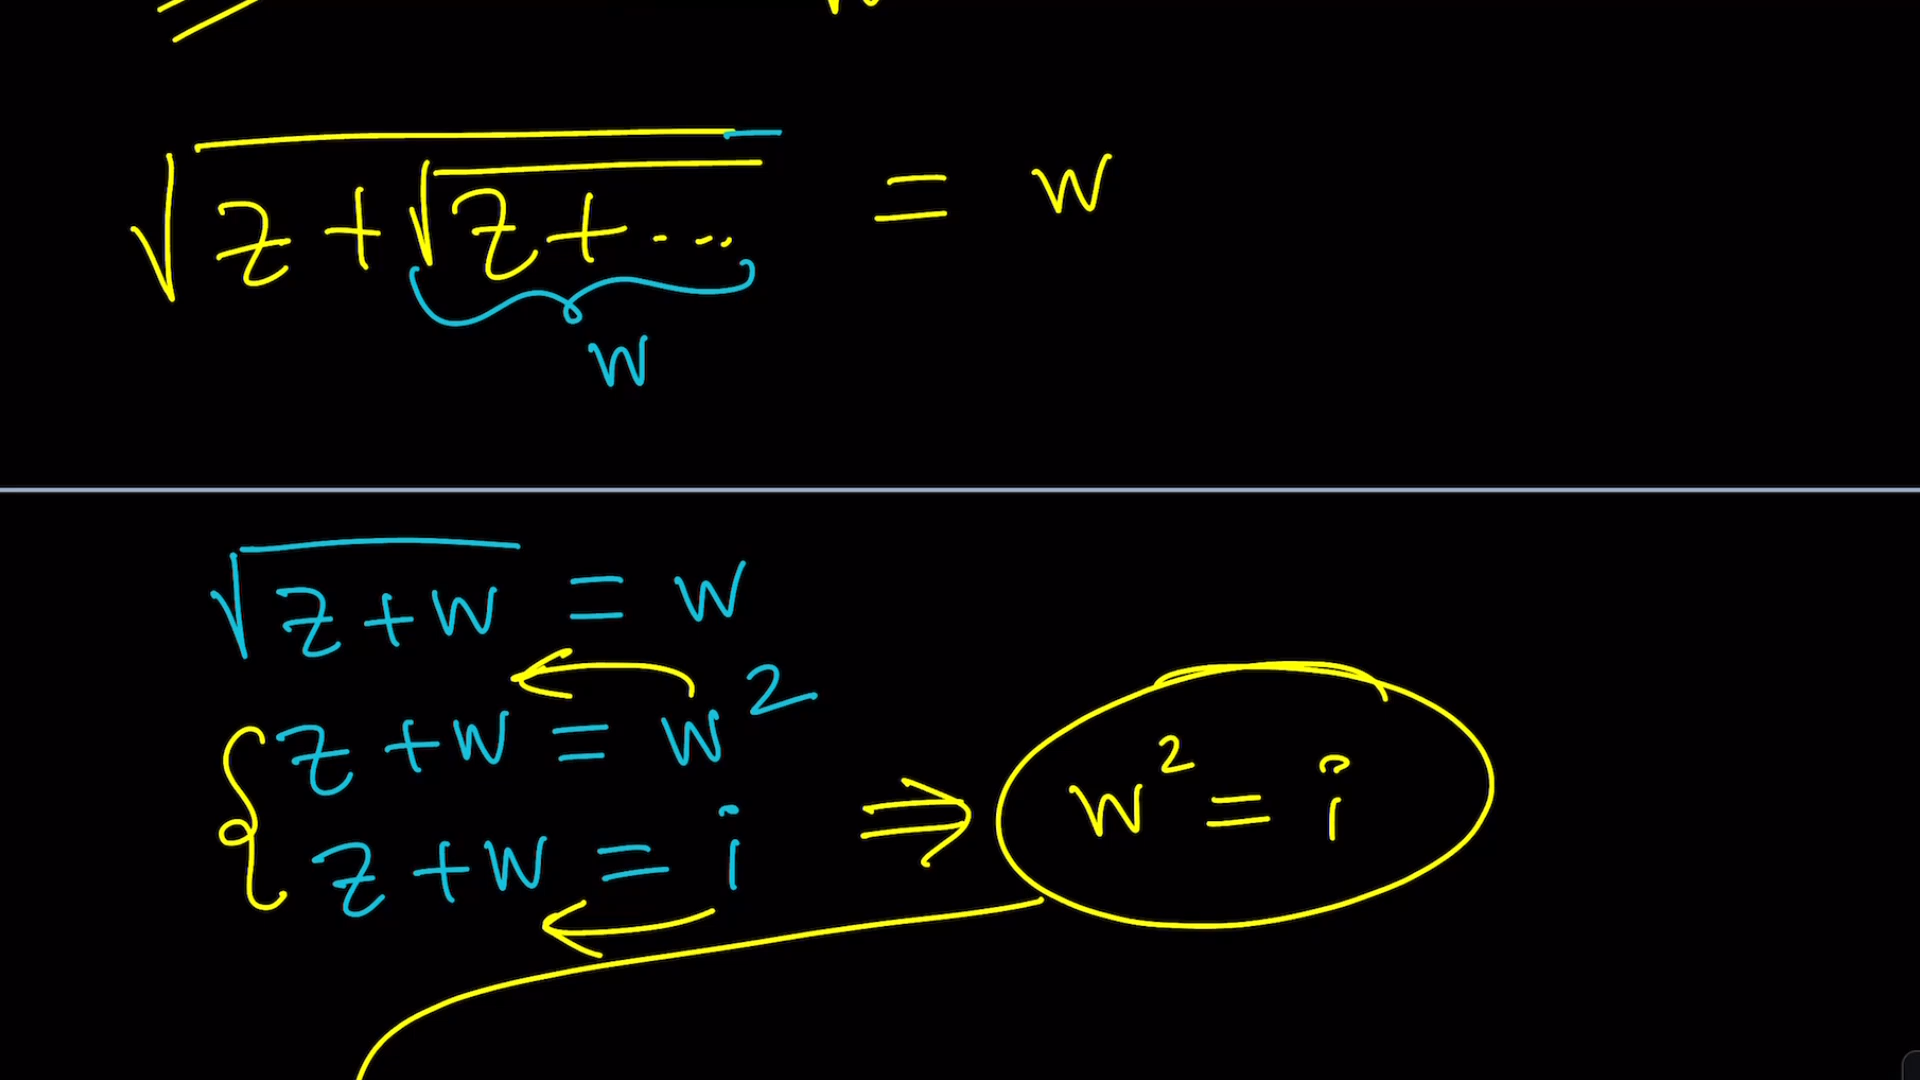 √(z+√(z+...)) = w
w
√(z+w) = w
z+w = w²
z+w = i
⇒ w² = i